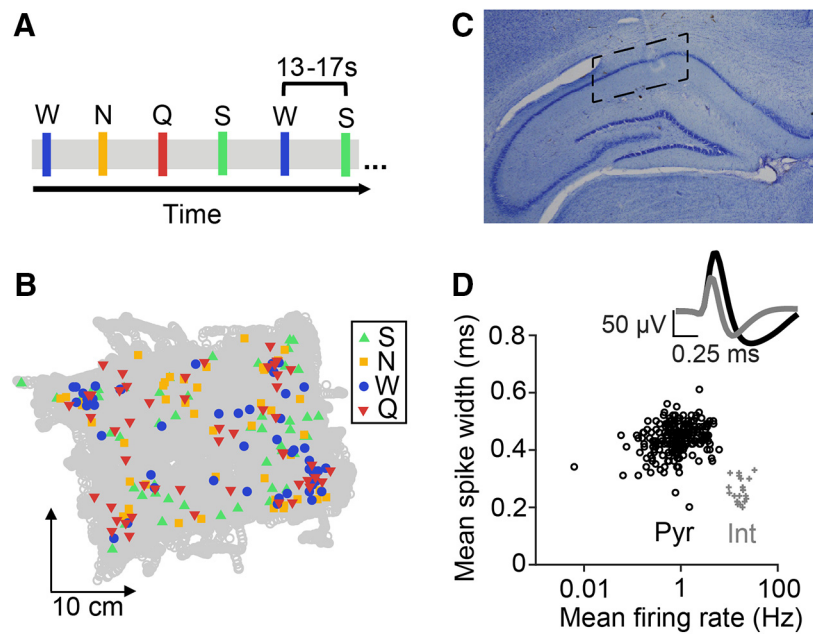 A
13-17s
W N Q S W S
...
Time
B
S
N
W
Q
10 cm
C
D
50 µV
0.25 ms
Mean spike width (ms)
0.8
0.6
0.4
0.2
0
Pyr Int
0.01 1 100
Mean firing rate (Hz)